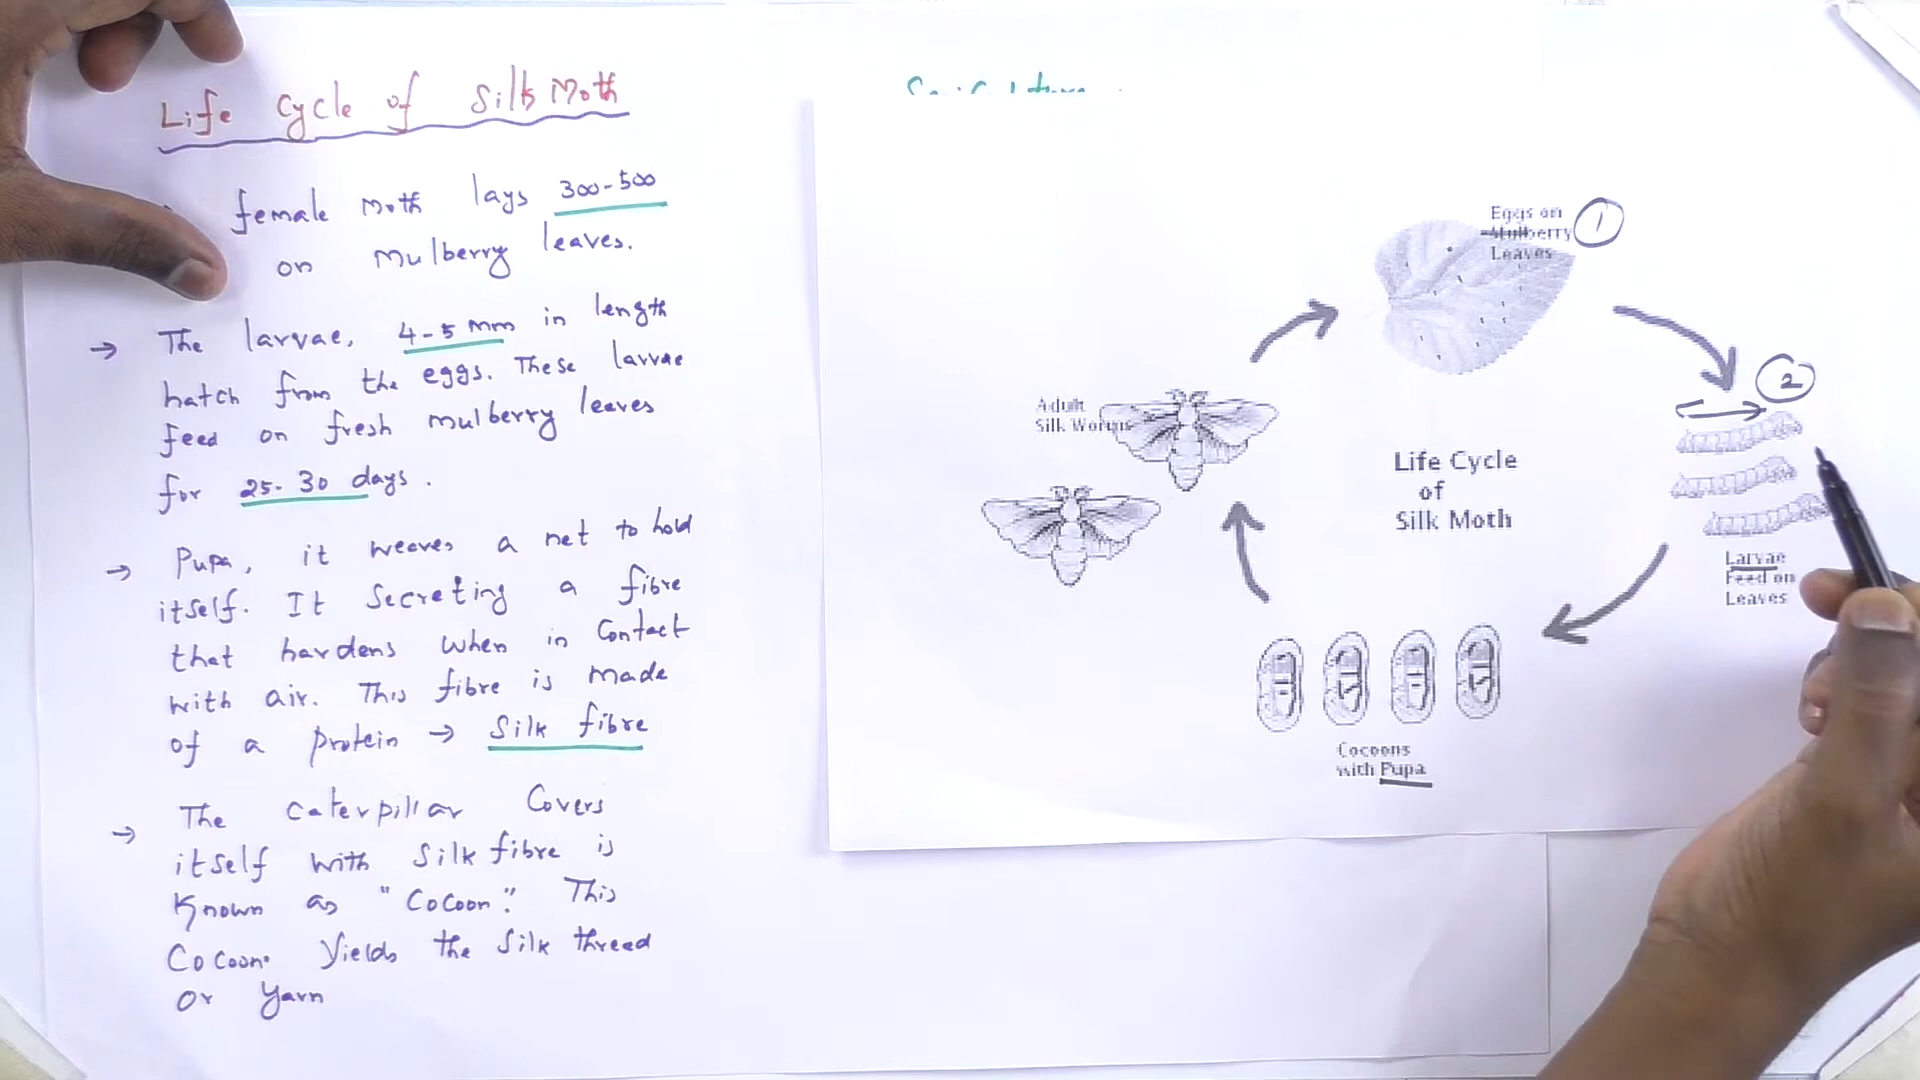 Life Cycle of Silk Moth
female moth lays 300-500
on mulberry leaves.
→ The larvae, 4-5 mm in length
hatch from the eggs. These larvae
feed on fresh mulberry leaves
for 25-30 days.
→ Pupa, it weaves a net to hold
itself. It Secreting a fibre
that hardens when in Contact
with air. This fibre is made
of a protein → Silk fibre
→ The caterpillar Covers
itself with Silk fibre is
Known as "Cocoon". This
Cocoon Yields the Silk thread
or Yarn
Eggs on
Mulberry
Leaves
1
2
Adult
Silk Worms
Life Cycle
of
Silk Moth
Larvae
Feed on
Leaves
Cocoons
with Pupa